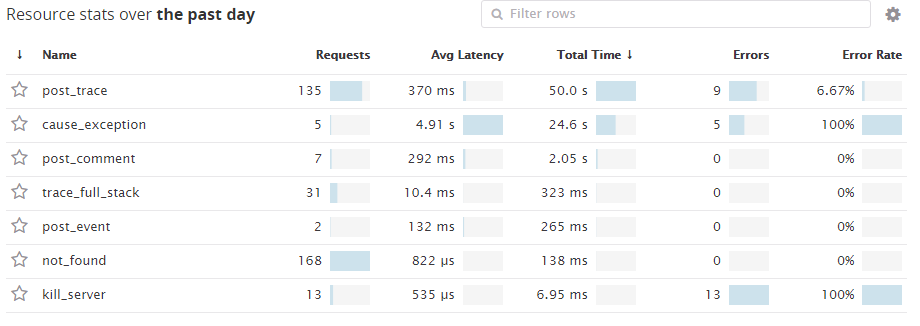 Resource stats over the past day
Filter rows
↓ Name Requests Avg Latency Total Time ↓ Errors Error Rate
post_trace 135 370 ms 50.0 s 9 6.67%
cause_exception 5 4.91 s 24.6 s 5 100%
post_comment 7 292 ms 2.05 s 0 0%
trace_full_stack 31 10.4 ms 323 ms 0 0%
post_event 2 132 ms 265 ms 0 0%
not_found 168 822 µs 138 ms 0 0%
kill_server 13 535 µs 6.95 ms 13 100%